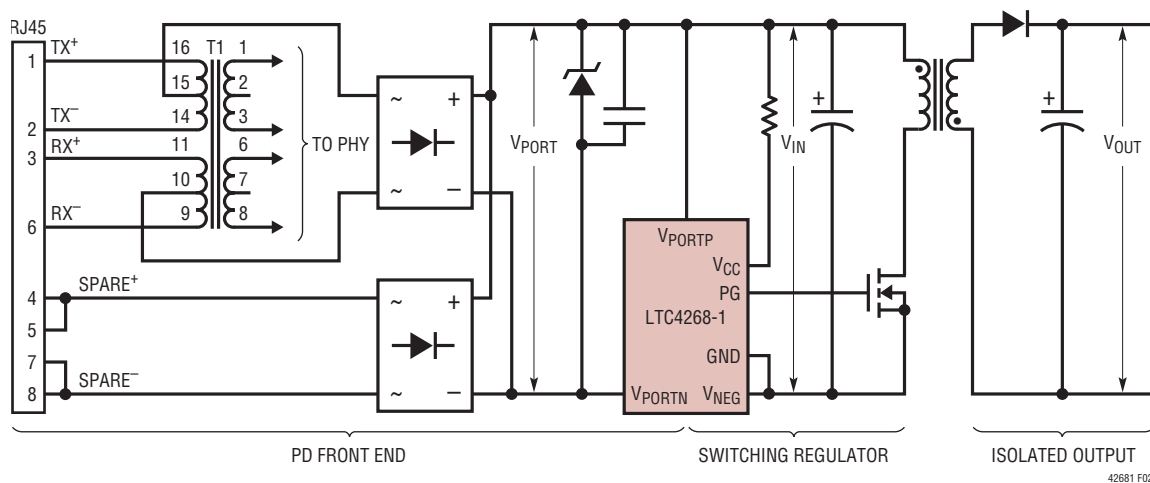 RJ45
1
TX+
16
T1
1
15
2
2
TX–
14
3
3
RX+
11
6
10
7
6
RX–
9
8
TO PHY
~ +
~ –
4
SPARE+
5
7
8
SPARE–
~ +
~ –
VPORT
VPORTP
VCC
PG
LTC4268-1
GND
VPORTN
VNEG
VIN
+
+
VOUT
PD FRONT END
SWITCHING REGULATOR
ISOLATED OUTPUT
42681 F02